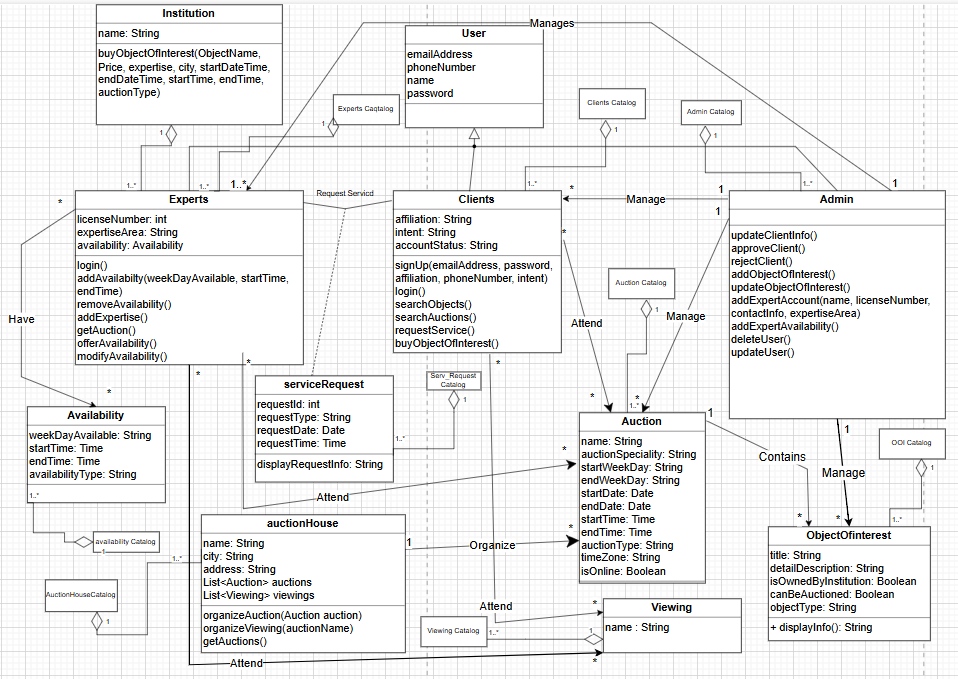 Institution
name: String
buyObjectOfInterest(ObjectName,
Price, expertise, city, startDateTime,
endDateTime, startTime, endTime,
auctionType)
1
1..*
User
emailAddress
phoneNumber
name
password
Manages
Experts Caqtalog
1
1..*
1..*
Clients Catalog
1
1..*
Admin Catalog
1
1..*
1
Experts
licenseNumber: int
expertiseArea: String
availability: Availability
login()
addAvailabilty(weekDayAvailable, startTime,
endTime)
removeAvailability()
addExpertise()
getAuction()
offerAvailability()
modifyAvailability()
Request Servicd
Clients
affiliation: String
intent: String
accountStatus: String
signUp(emailAddress, password,
affiliation, phoneNumber, intent)
login()
searchObjects()
searchAuctions()
requestService()
buyObjectOfInterest()
*
Manage
1
1
Admin
updateClientInfo()
approveClient()
rejectClient()
addObjectOfInterest()
updateObjectOfInterest()
addExpertAccount(name, licenseNumber,
contactInfo, expertiseArea)
addExpertAvailability()
deleteUser()
updateUser()
*
Have
*
*
Attend
*
Auction Catalog
1
1..*
Manage
*
*
*
*
serviceRequest
requestId: int
requestType: String
requestDate: Date
requestTime: Time
displayRequestInfo: String
Serv_Request
Catalog
1
1..*
Availability
weekDayAvailable: String
startTime: Time
endTime: Time
availabilityType: String
1..*
availability Catalog
1
Auction
name: String
auctionSpeciality: String
startWeekDay: String
endWeekDay: String
startDate: Date
endDate: Date
startTime: Time
endTime: Time
auctionType: String
timeZone: String
isOnline: Boolean
1
Contains
*
1
Manage
*
OOI Catalog
1
1..*
Attend
*
auctionHouse
name: String
city: String
address: String
List<Auction> auctions
List<Viewing> viewings
organizeAuction(Auction auction)
organizeViewing(auctionName)
getAuctions()
1
Organize
*
1..*
AuctionHouseCatalog
1
ObjectOfinterest
title: String
detailDescription: String
isOwnedByInstitution: Boolean
canBeAuctioned: Boolean
objectType: String
+ displayInfo(): String
Attend
*
Viewing
name : String
Viewing Catalog
1..*
1
Attend
*